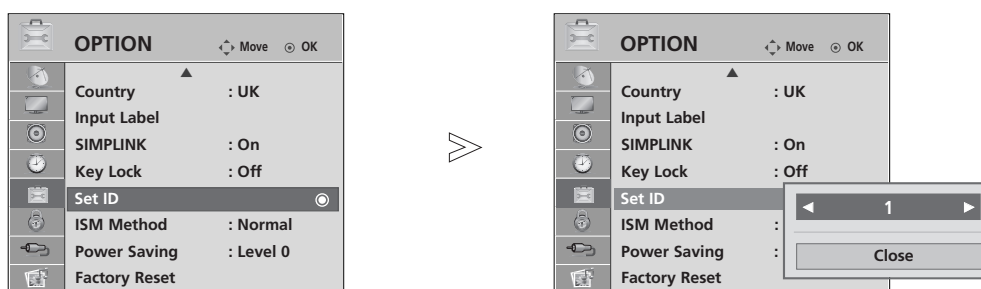 OPTION Move OK
Country : UK
Input Label
SIMPLINK : On
Key Lock : Off
Set ID
ISM Method : Normal
Power Saving : Level 0
Factory Reset
OPTION Move OK
Country : UK
Input Label
SIMPLINK : On
Key Lock : Off
Set ID
ISM Method :
Power Saving :
Factory Reset
1
Close